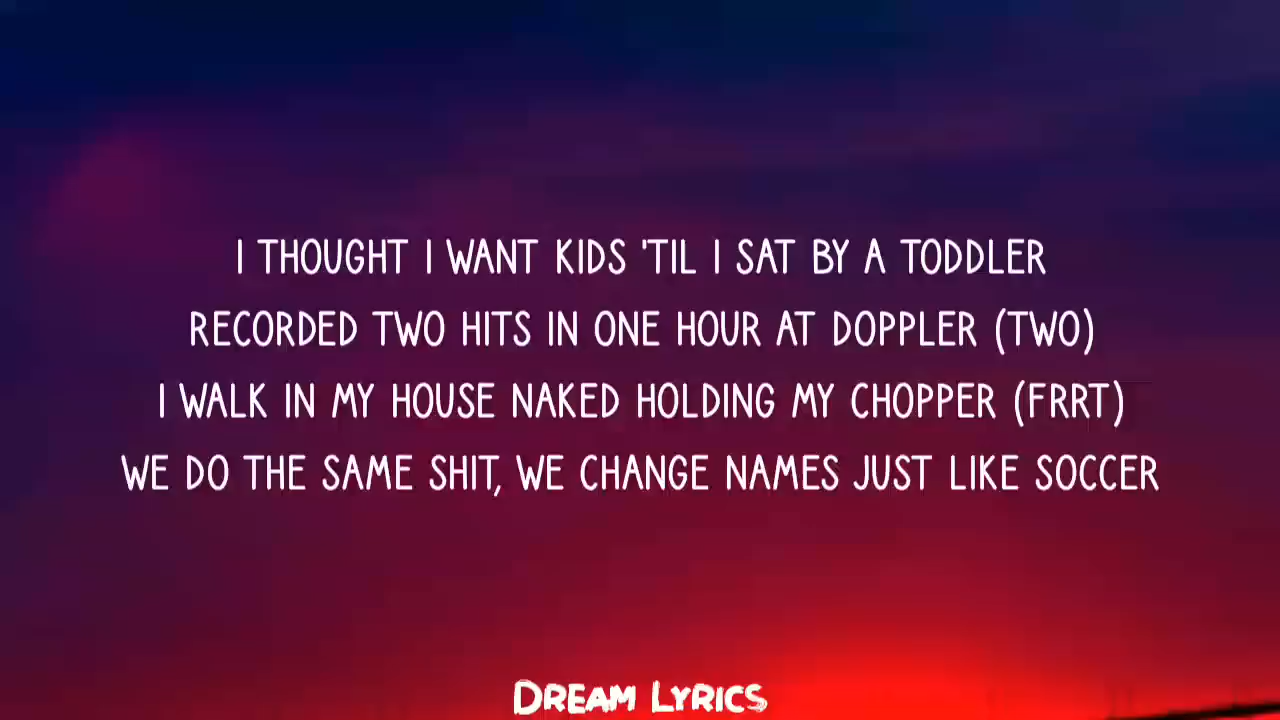 I THOUGHT I WANT KIDS 'TIL I SAT BY A TODDLER
RECORDED TWO HITS IN ONE HOUR AT DOPPLER (TWO)
I WALK IN MY HOUSE NAKED HOLDING MY CHOPPER (FRRT)
WE DO THE SAME SHIT, WE CHANGE NAMES JUST LIKE SOCCER
DREAM LYRICS